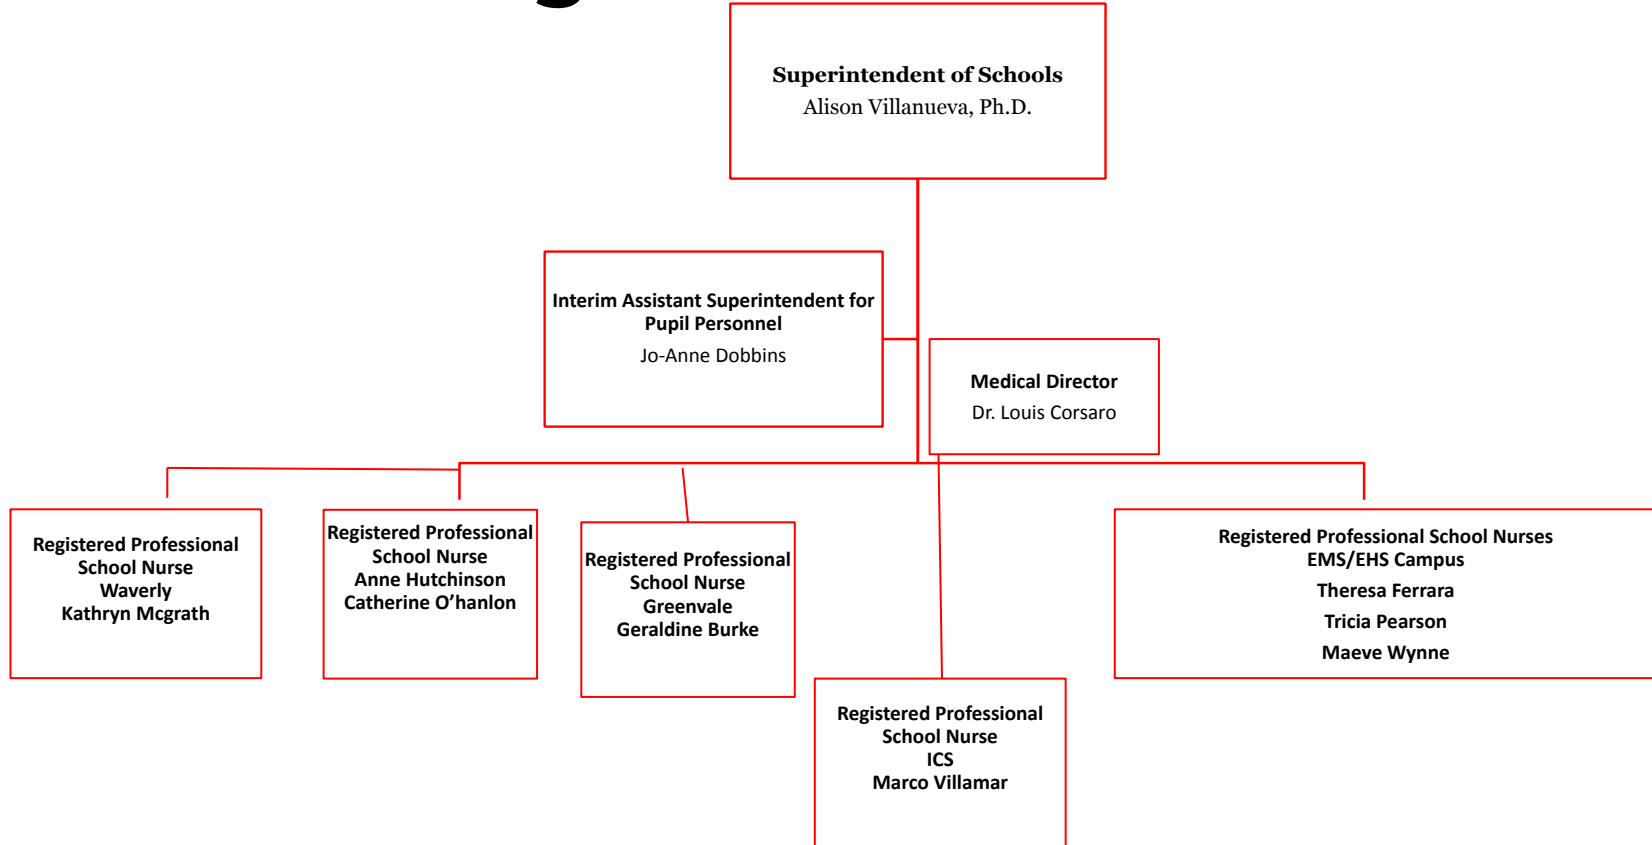 Superintendent of Schools
Alison Villanueva, Ph.D.
Interim Assistant Superintendent for
Pupil Personnel
Jo-Anne Dobbins
Medical Director
Dr. Louis Corsaro
Registered Professional
School Nurse
Waverly
Kathryn Mcgrath
Registered Professional
School Nurse
Anne Hutchinson
Catherine O’hanlon
Registered Professional
School Nurse
Greenvale
Geraldine Burke
Registered Professional
School Nurse
ICS
Marco Villamar
Registered Professional School Nurses
EMS/EHS Campus
Theresa Ferrara
Tricia Pearson
Maeve Wynne